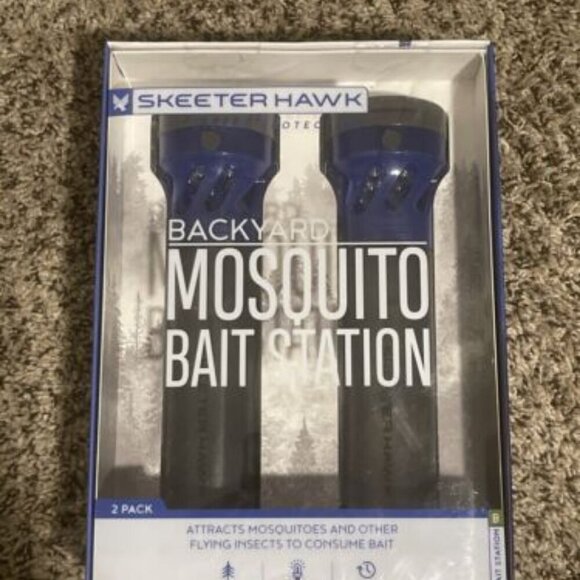 SKEETER HAWK
BACKYARD
MOSQUITO
BAIT STATION
2 PACK
ATTRACTS MOSQUITOES AND OTHER
FLYING INSECTS TO CONSUME BAIT